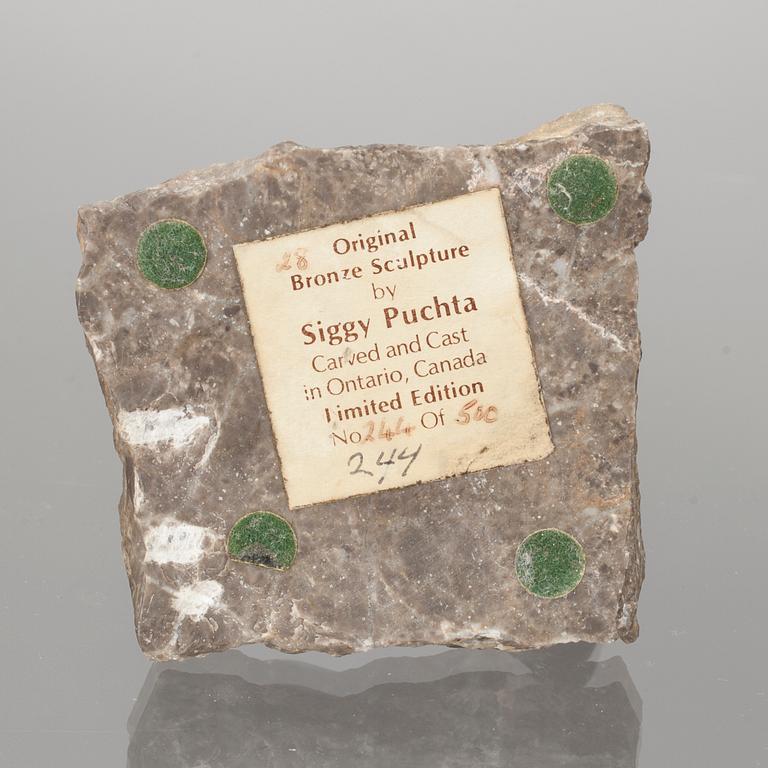 28 Original
Bronze Sculpture
by
Siggy Puchta
Carved and Cast
in Ontario, Canada
Limited Edition
No 244 Of 500
244